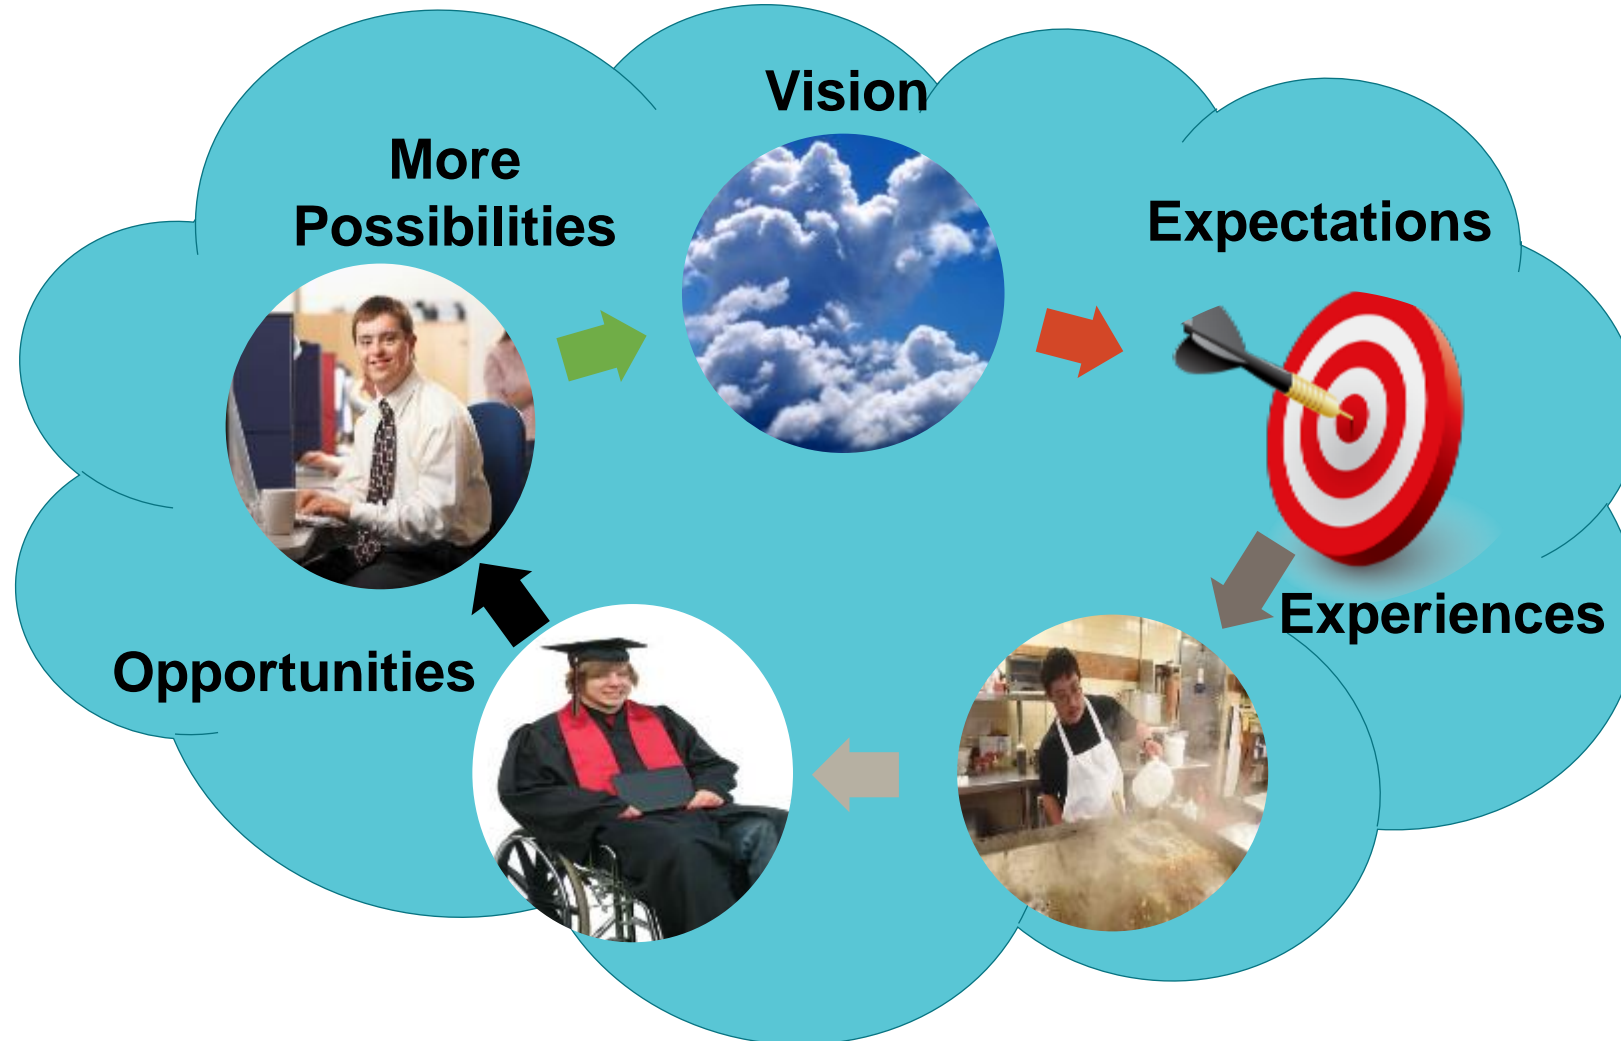 Vision
More
Possibilities
Expectations
Experiences
Opportunities